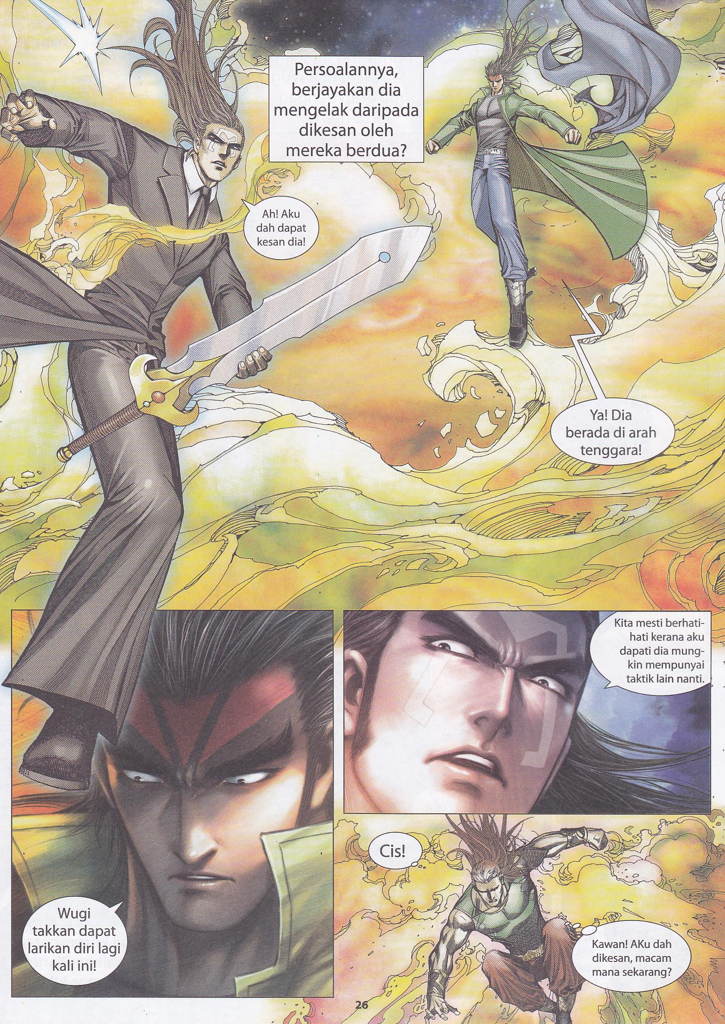 Persoalannya,
berjayakan dia
mengelak daripada
dikesan oleh
mereka berdua?
Ah! Aku
dah dapat
kesan dia!
Ya! Dia
berada di arah
tenggara!
Kita mesti berhati-
hati kerana aku
dapati dia mung-
kin mempunyai
taktik lain nanti.
Wugi
takkan dapat
larikan diri lagi
kali ini!
Cis!
Kawan! AKu dah
dikesan, macam
mana sekarang?
26